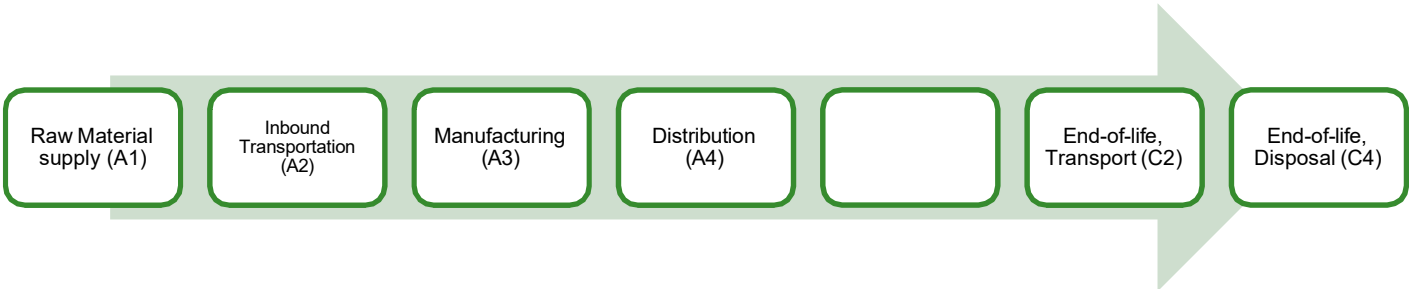 Raw Material
supply (A1)
Inbound
Transportation
(A2)
Manufacturing
(A3)
Distribution
(A4)
End-of-life,
Transport (C2)
End-of-life,
Disposal (C4)